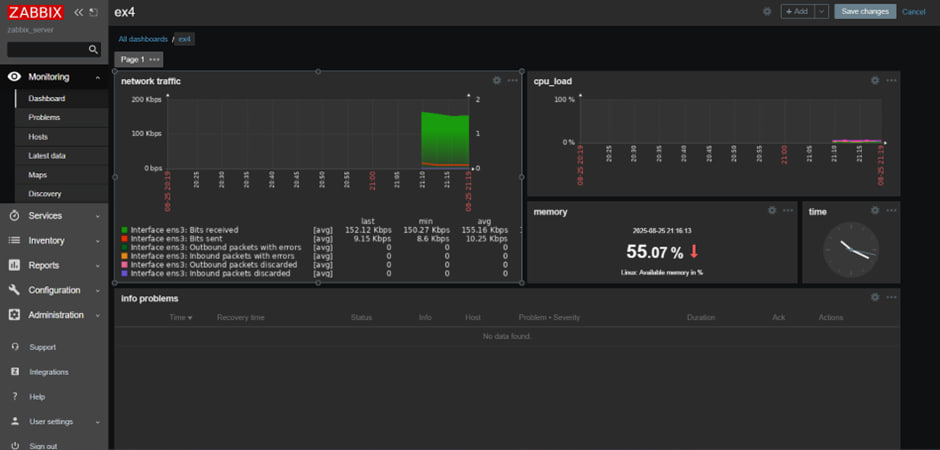 ZABBIX
zabbix_server
Monitoring
Dashboard
Problems
Hosts
Latest data
Maps
Discovery
Services
Inventory
Reports
Configuration
Administration
Support
Integrations
Help
User settings
Sign out
ex4
+ Add
Save changes
Cancel
All dashboards / ex4
Page 1
network traffic
200 Kbps
100 Kbps
0 bps
2
1
0
08-25 20:19
20:25
20:30
20:35
20:40
20:45
20:50
20:55
21:00
21:05
21:10
21:15
08-25 21:19
last min avg
Interface ens3: Bits received [avg] 152.12 Kbps 150.27 Kbps 155.16 Kbps
Interface ens3: Bits sent [avg] 9.15 Kbps 8.6 Kbps 10.25 Kbps
Interface ens3: Outbound packets with errors [avg] 0 0 0
Interface ens3: Inbound packets with errors [avg] 0 0 0
Interface ens3: Outbound packets discarded [avg] 0 0 0
Interface ens3: Inbound packets discarded [avg] 0 0 0
cpu_load
100 %
0 %
08-25 20:19
20:25
20:30
20:35
20:40
20:45
20:50
20:55
21:00
21:05
21:10
21:15
08-25 21:19
memory
2025-08-25 21:16:13
55.07 %
Linux: Available memory in %
time
info problems
Time Recovery time Status Info Host Problem • Severity Duration Ack Actions
No data found.